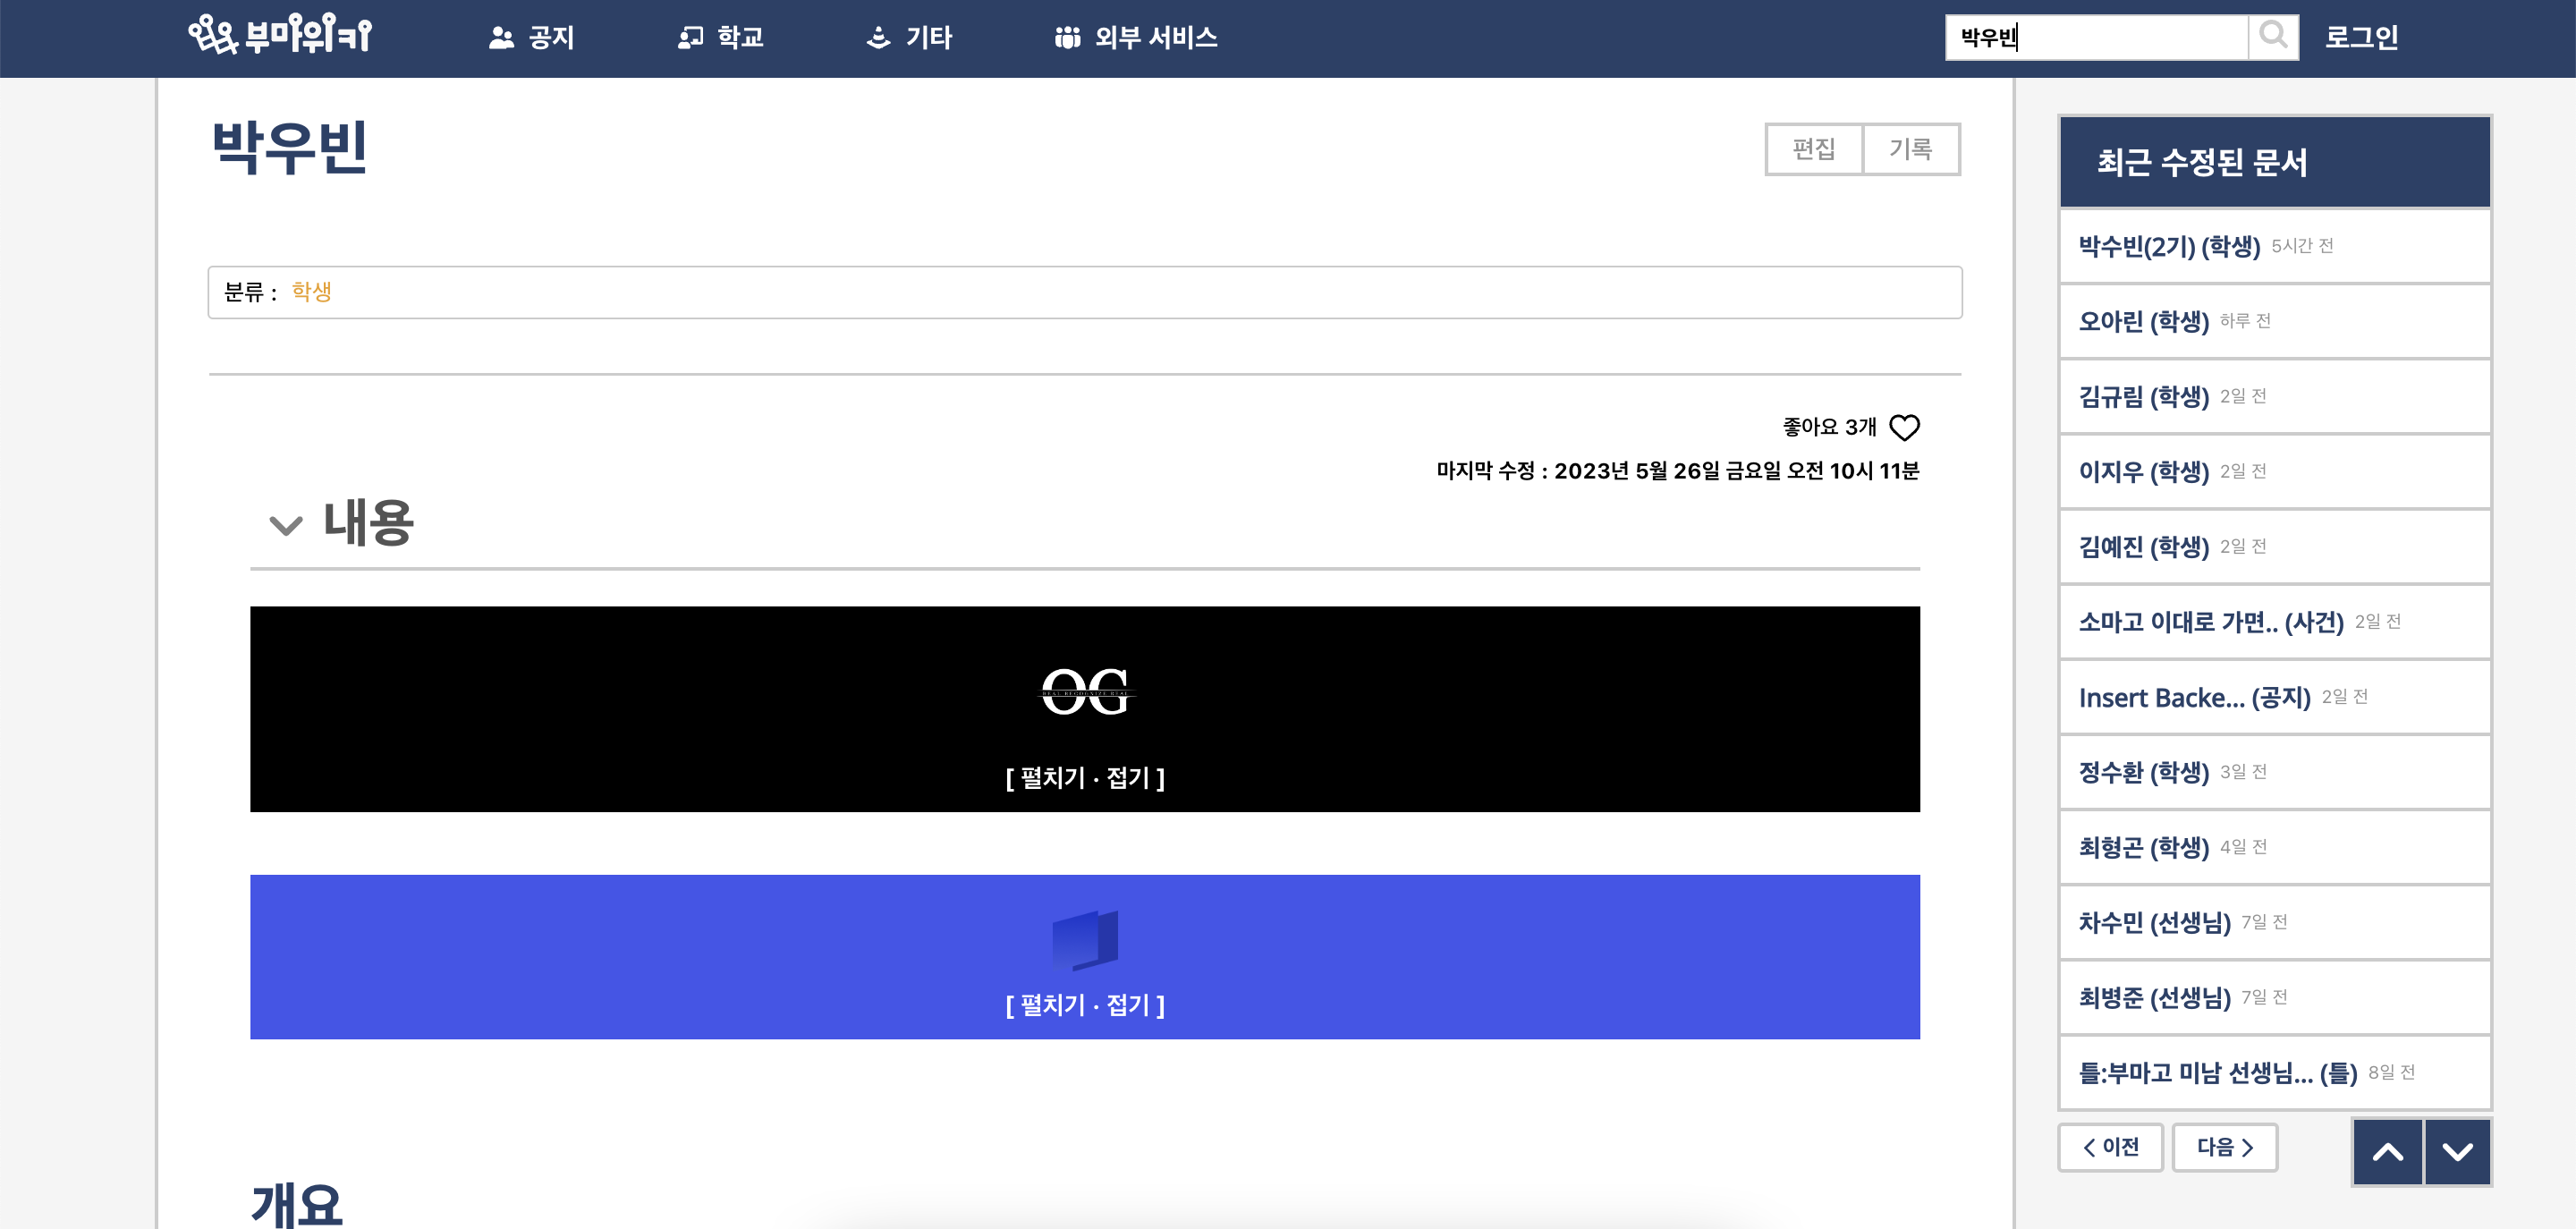 부마위키
공지
학교
기타
외부 서비스
박우빈
로그인
박우빈
편집
기록
분류 : 학생
좋아요 3개
마지막 수정 : 2023년 5월 26일 금요일 오전 10시 11분
내용
OG
REAL RECOGNIZE REAL
[ 펼치기 · 접기 ]
[ 펼치기 · 접기 ]
개요
최근 수정된 문서
박수빈(2기) (학생) 5시간 전
오아린 (학생) 하루 전
김규림 (학생) 2일 전
이지우 (학생) 2일 전
김예진 (학생) 2일 전
소마고 이대로 가면.. (사건) 2일 전
Insert Backe... (공지) 2일 전
정수환 (학생) 3일 전
최형곤 (학생) 4일 전
차수민 (선생님) 7일 전
최병준 (선생님) 7일 전
틀:부마고 미남 선생님... (틀) 8일 전
이전
다음